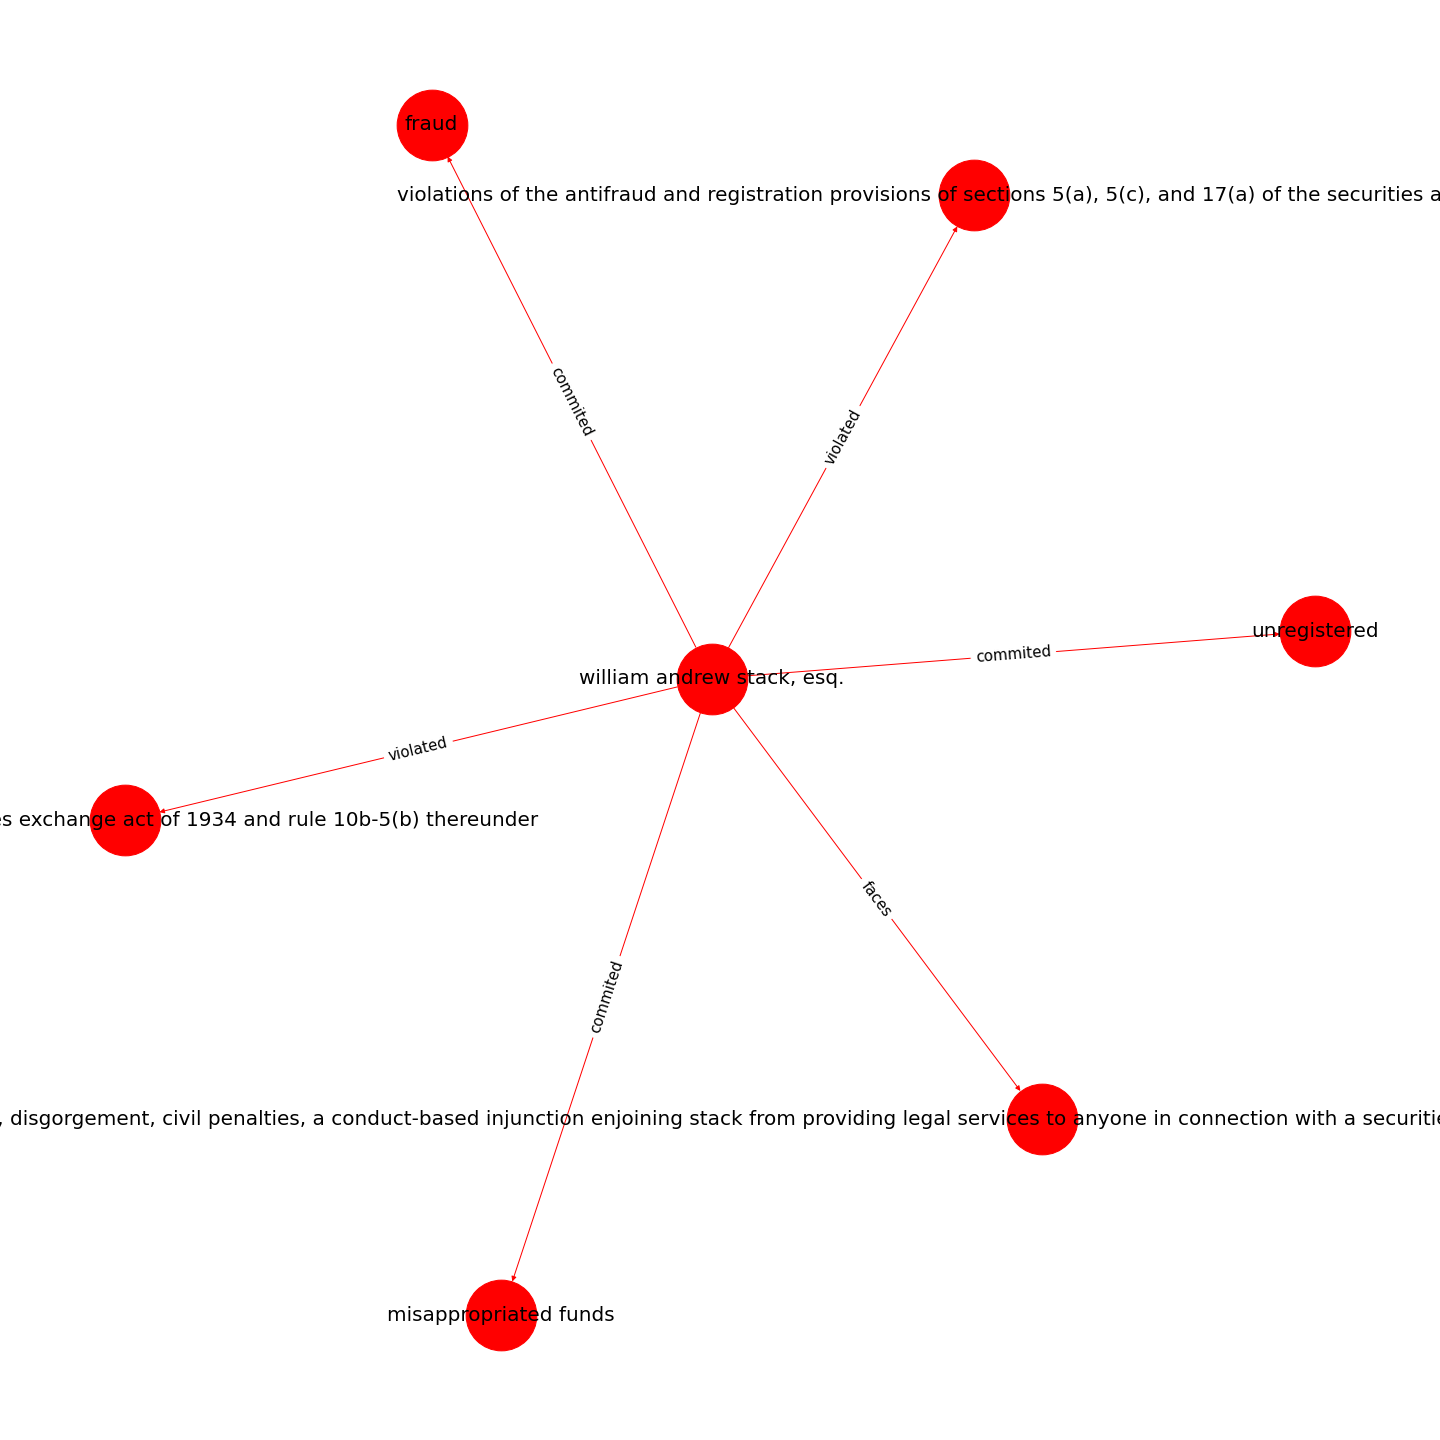 fraud
violations of the antifraud and registration provisions of sections 5(a), 5(c), and 17(a) of the securities a
commited
violated
unregistered
commited
william andrew stack, esq.
violated
es exchange act of 1934 and rule 10b-5(b) thereunder
faces
commited
, disgorgement, civil penalties, a conduct-based injunction enjoining stack from providing legal services to anyone in connection with a securitie
misappropriated funds